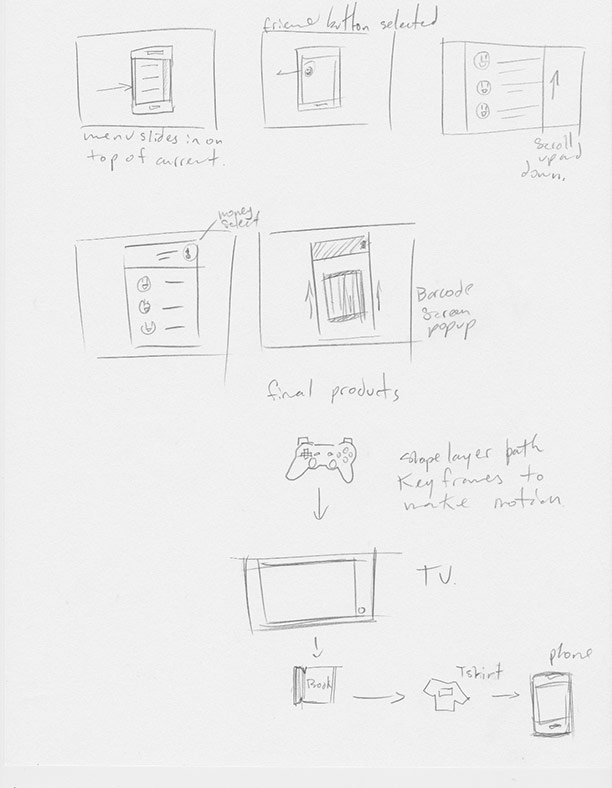 friend button selected
menu slides in on
top of current.
scroll
up and
down.
money
select
Barcode
screen
popup
final products
shape layer path
Key frames to
make motion
TV.
Book
Tshirt
phone